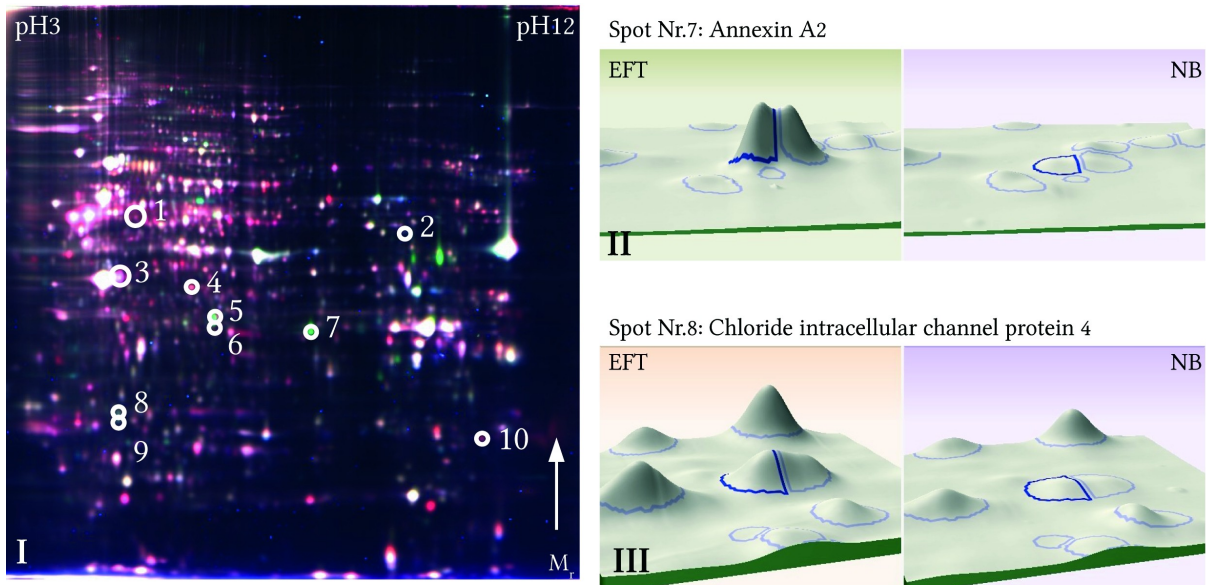 pH3
pH12
1
2
3
4
5
6
7
8
9
10
I
Mr
Spot Nr.7: Annexin A2
EFT
NB
II
Spot Nr.8: Chloride intracellular channel protein 4
EFT
NB
III